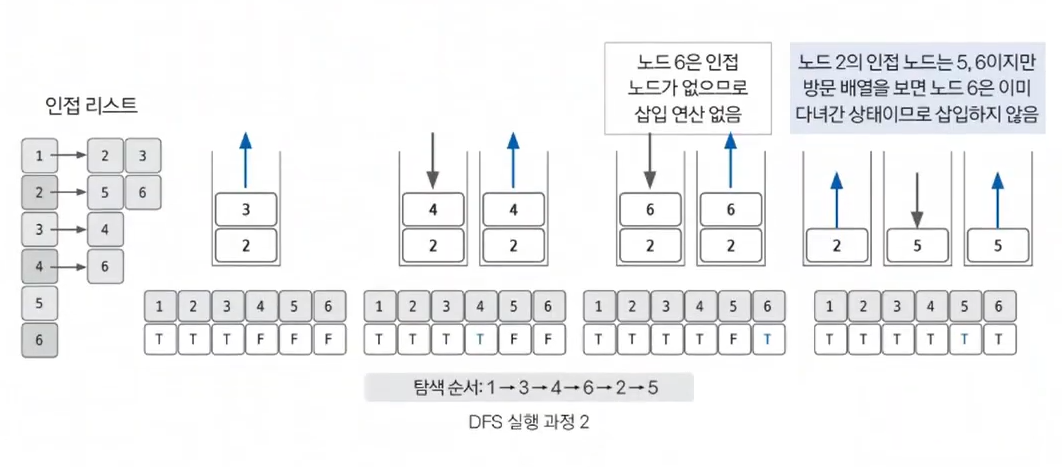 노드 6은 인접
노드가 없으므로
삽입 연산 없음
노드 2의 인접 노드는 5, 6이지만
방문 배열을 보면 노드 6은 이미
다녀간 상태이므로 삽입하지 않음
인접 리스트
1 → 2 3
2 → 5 6
3 → 4
4 → 6
5
6
3
2
4
2
4
2
6
2
6
2
2
5
5
1 2 3 4 5 6
T T T F F F
1 2 3 4 5 6
T T T T F F
1 2 3 4 5 6
T T T T F T
1 2 3 4 5 6
T T T T T T
탐색 순서: 1 → 3 → 4 → 6 → 2 → 5
DFS 실행 과정 2